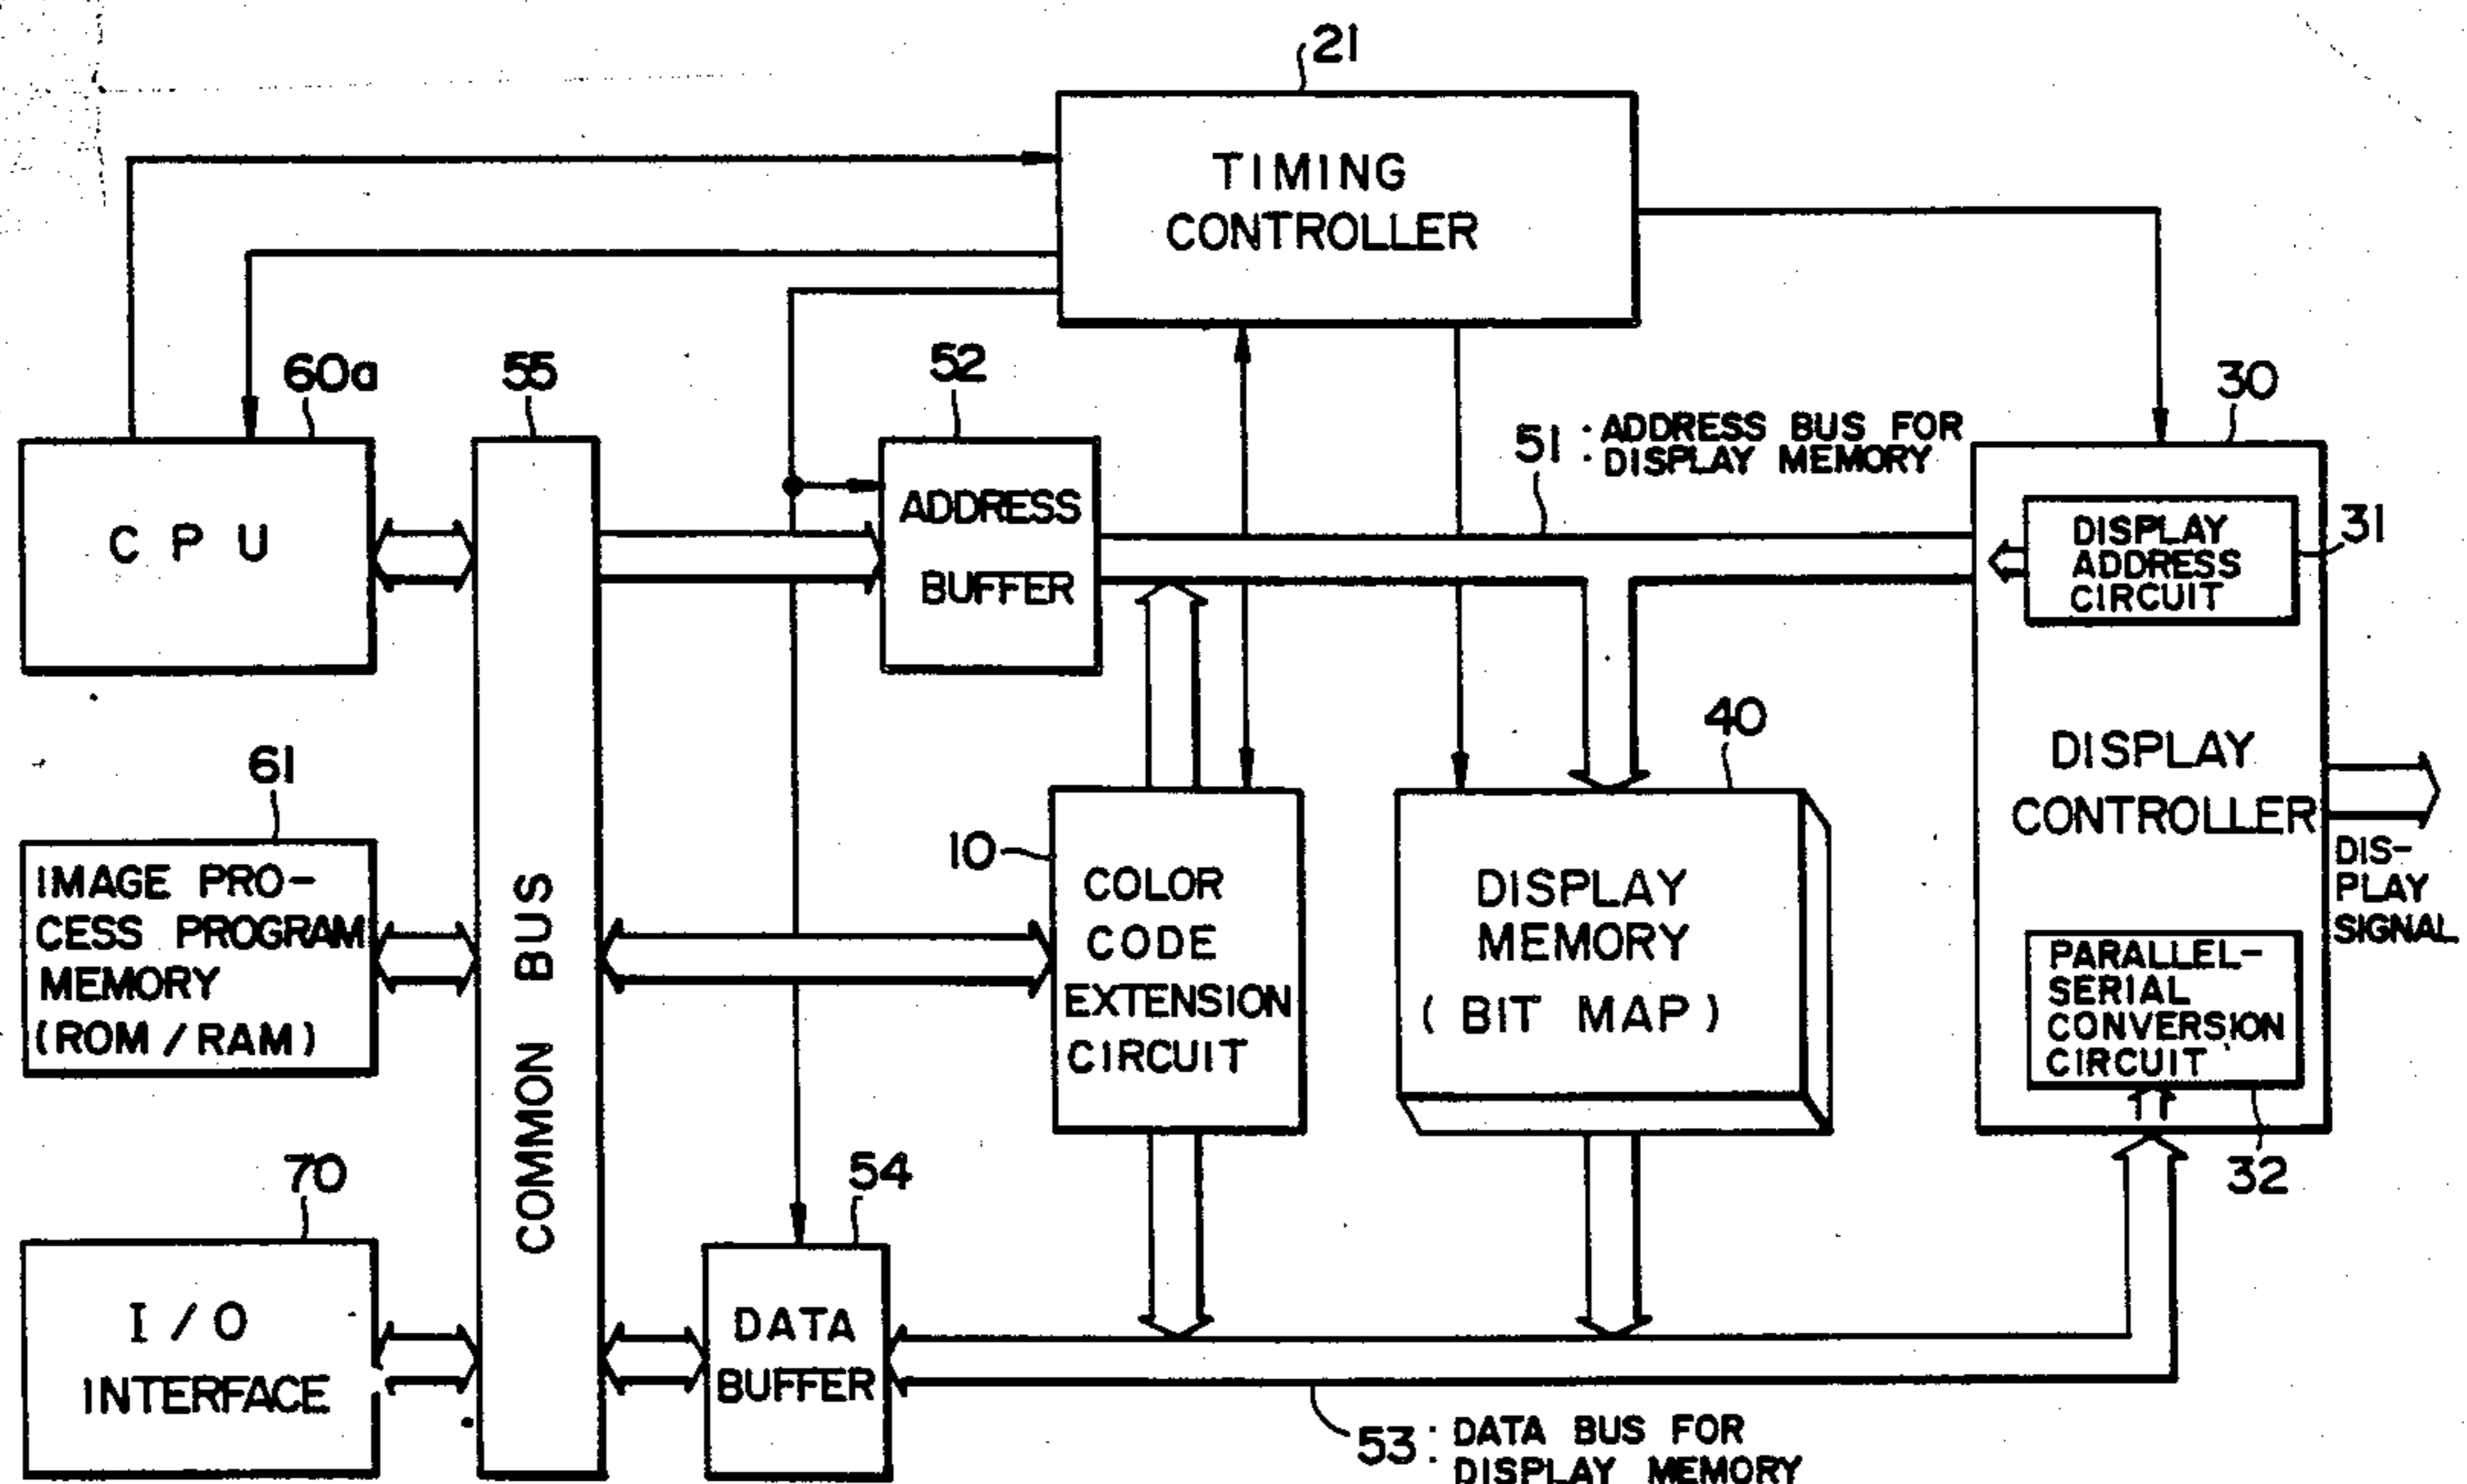 21
TIMING
CONTROLLER
60a
55
52
30
51 : ADDRESS BUS FOR
: DISPLAY MEMORY
CPU
ADDRESS
BUFFER
DISPLAY
ADDRESS
CIRCUIT
31
61
40
IMAGE PRO-
CESS PROGRAM
MEMORY
(ROM/RAM)
COMMON BUS
10
COLOR
CODE
EXTENSION
CIRCUIT
DISPLAY
MEMORY
(BIT MAP)
DISPLAY
CONTROLLER
DIS-
PLAY
SIGNAL
PARALLEL-
SERIAL
CONVERSION
CIRCUIT
32
70
54
I/O
INTERFACE
DATA
BUFFER
53 : DATA BUS FOR
DISPLAY MEMORY